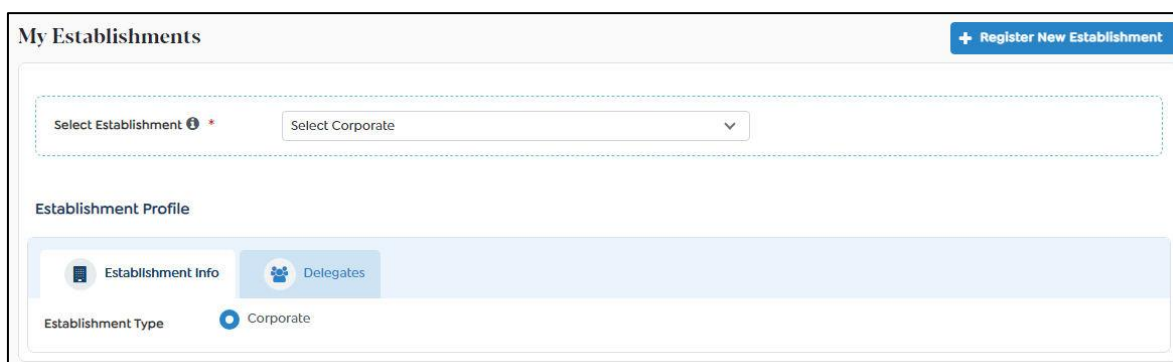 My Establishments
+ Register New Establishment
Select Establishment * Select Corporate
Establishment Profile
Establishment Info Delegates
Establishment Type Corporate